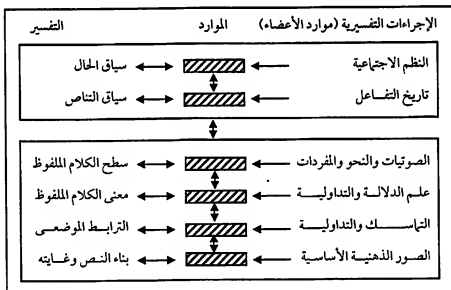 الإجراءات التفسيرية (موارد الأعضاء) الموارد التفسير
النظم الاجتماعية سياق الحال
تاريخ التفاعل سياق التناص
الصوتيات والنحو والمفردات سطح الكلام الملفوظ
علم الدلالة والتداولية معنى الكلام الملفوظ
التماسك والتداولية الترابط الموضعى
الصور الذهنية الأساسية بناء النص وغايته